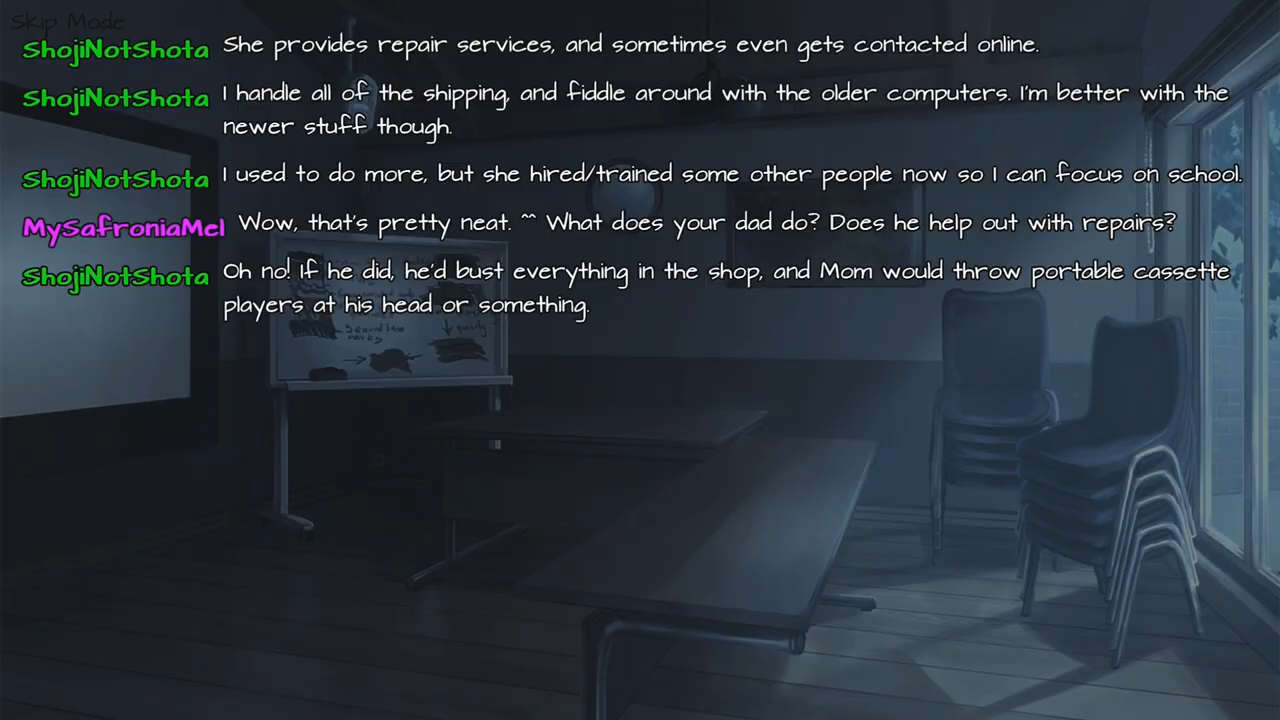 Skip Mode
ShojiNotShota She provides repair services, and sometimes even gets contacted online.
ShojiNotShota I handle all of the shipping, and fiddle around with the older computers. I'm better with the
newer stuff though.
ShojiNotShota I used to do more, but she hired/trained some other people now so I can focus on school.
MySafroniaMel Wow, that's pretty neat. ^^ What does your dad do? Does he help out with repairs?
ShojiNotShota Oh no! If he did, he'd bust everything in the shop, and Mom would throw portable cassette
players at his head or something.